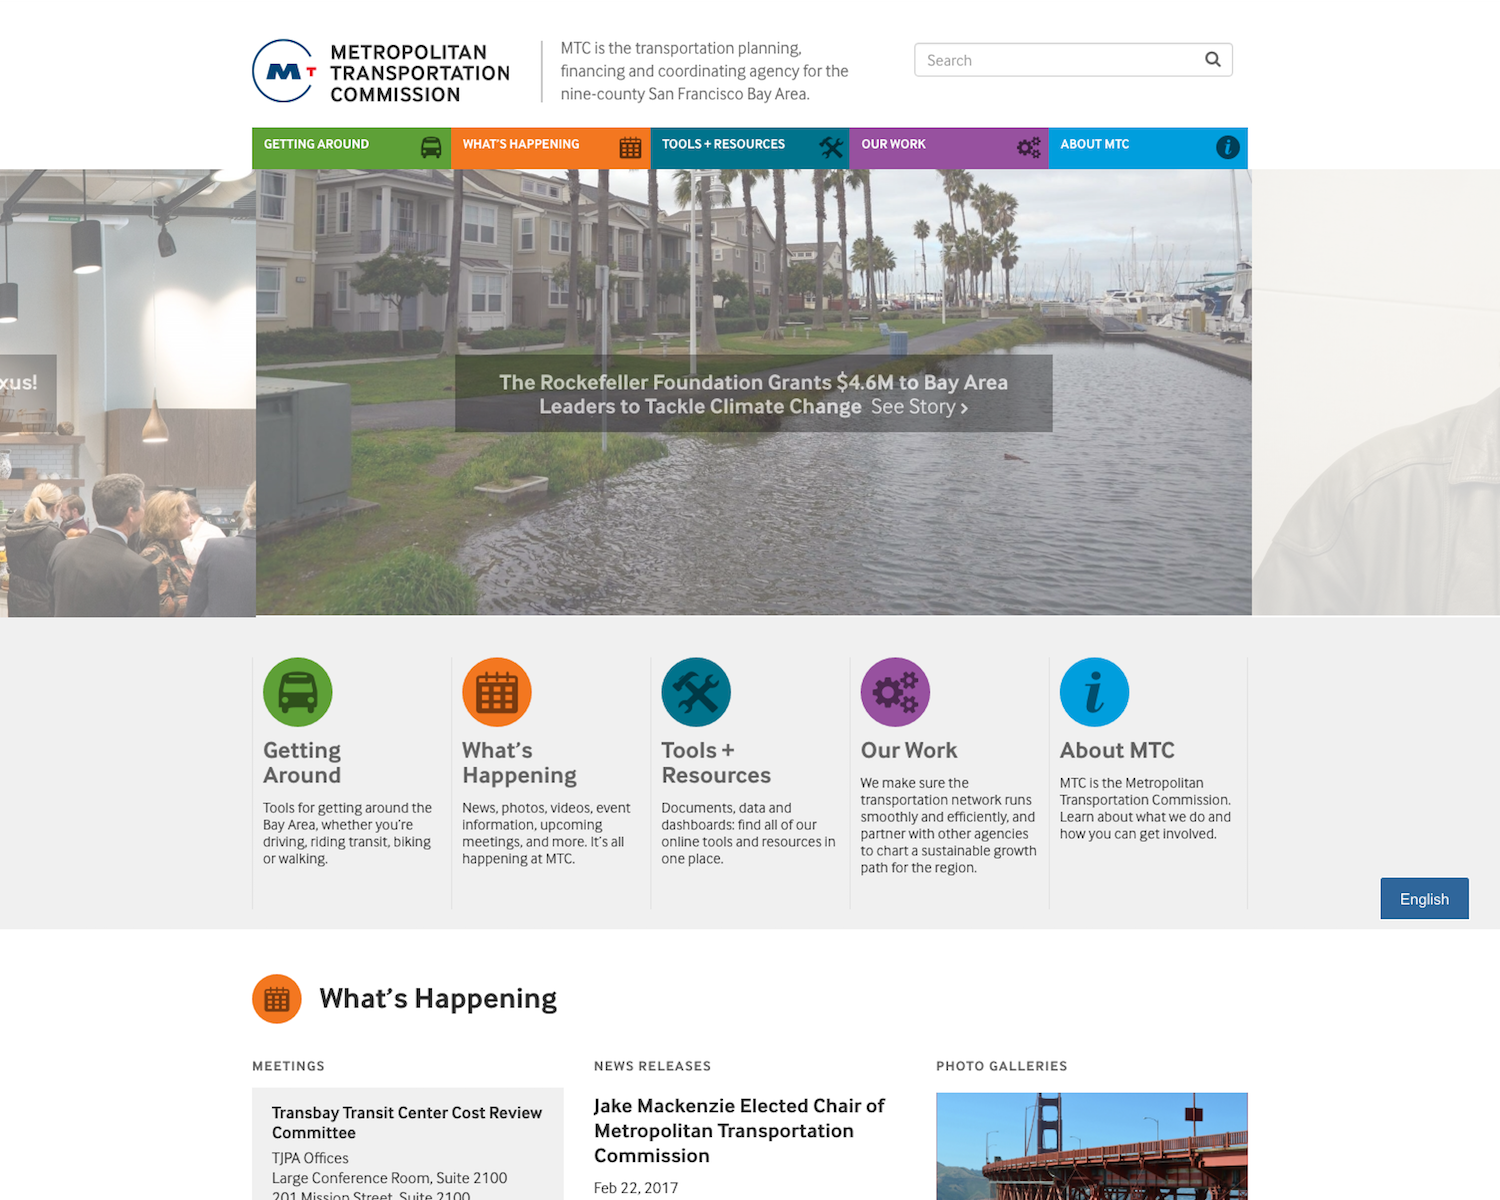 METROPOLITAN
TRANSPORTATION
COMMISSION
M T
MTC is the transportation planning,
financing and coordinating agency for the
nine-county San Francisco Bay Area.
Search
GETTING AROUND
WHAT'S HAPPENING
TOOLS + RESOURCES
OUR WORK
ABOUT MTC
xus!
The Rockefeller Foundation Grants $4.6M to Bay Area
Leaders to Tackle Climate Change See Story ›
Getting
Around
Tools for getting around the
Bay Area, whether you're
driving, riding transit, biking
or walking.
What's
Happening
News, photos, videos, event
information, upcoming
meetings, and more. It's all
happening at MTC.
Tools +
Resources
Documents, data and
dashboards: find all of our
online tools and resources in
one place.
Our Work
We make sure the
transportation network runs
smoothly and efficiently, and
partner with other agencies
to chart a sustainable growth
path for the region.
About MTC
MTC is the Metropolitan
Transportation Commission.
Learn about what we do and
how you can get involved.
English
What's Happening
MEETINGS
Transbay Transit Center Cost Review
Committee
TJPA Offices
Large Conference Room, Suite 2100
201 Mission Street, Suite 2100
NEWS RELEASES
Jake Mackenzie Elected Chair of
Metropolitan Transportation
Commission
Feb 22, 2017
PHOTO GALLERIES